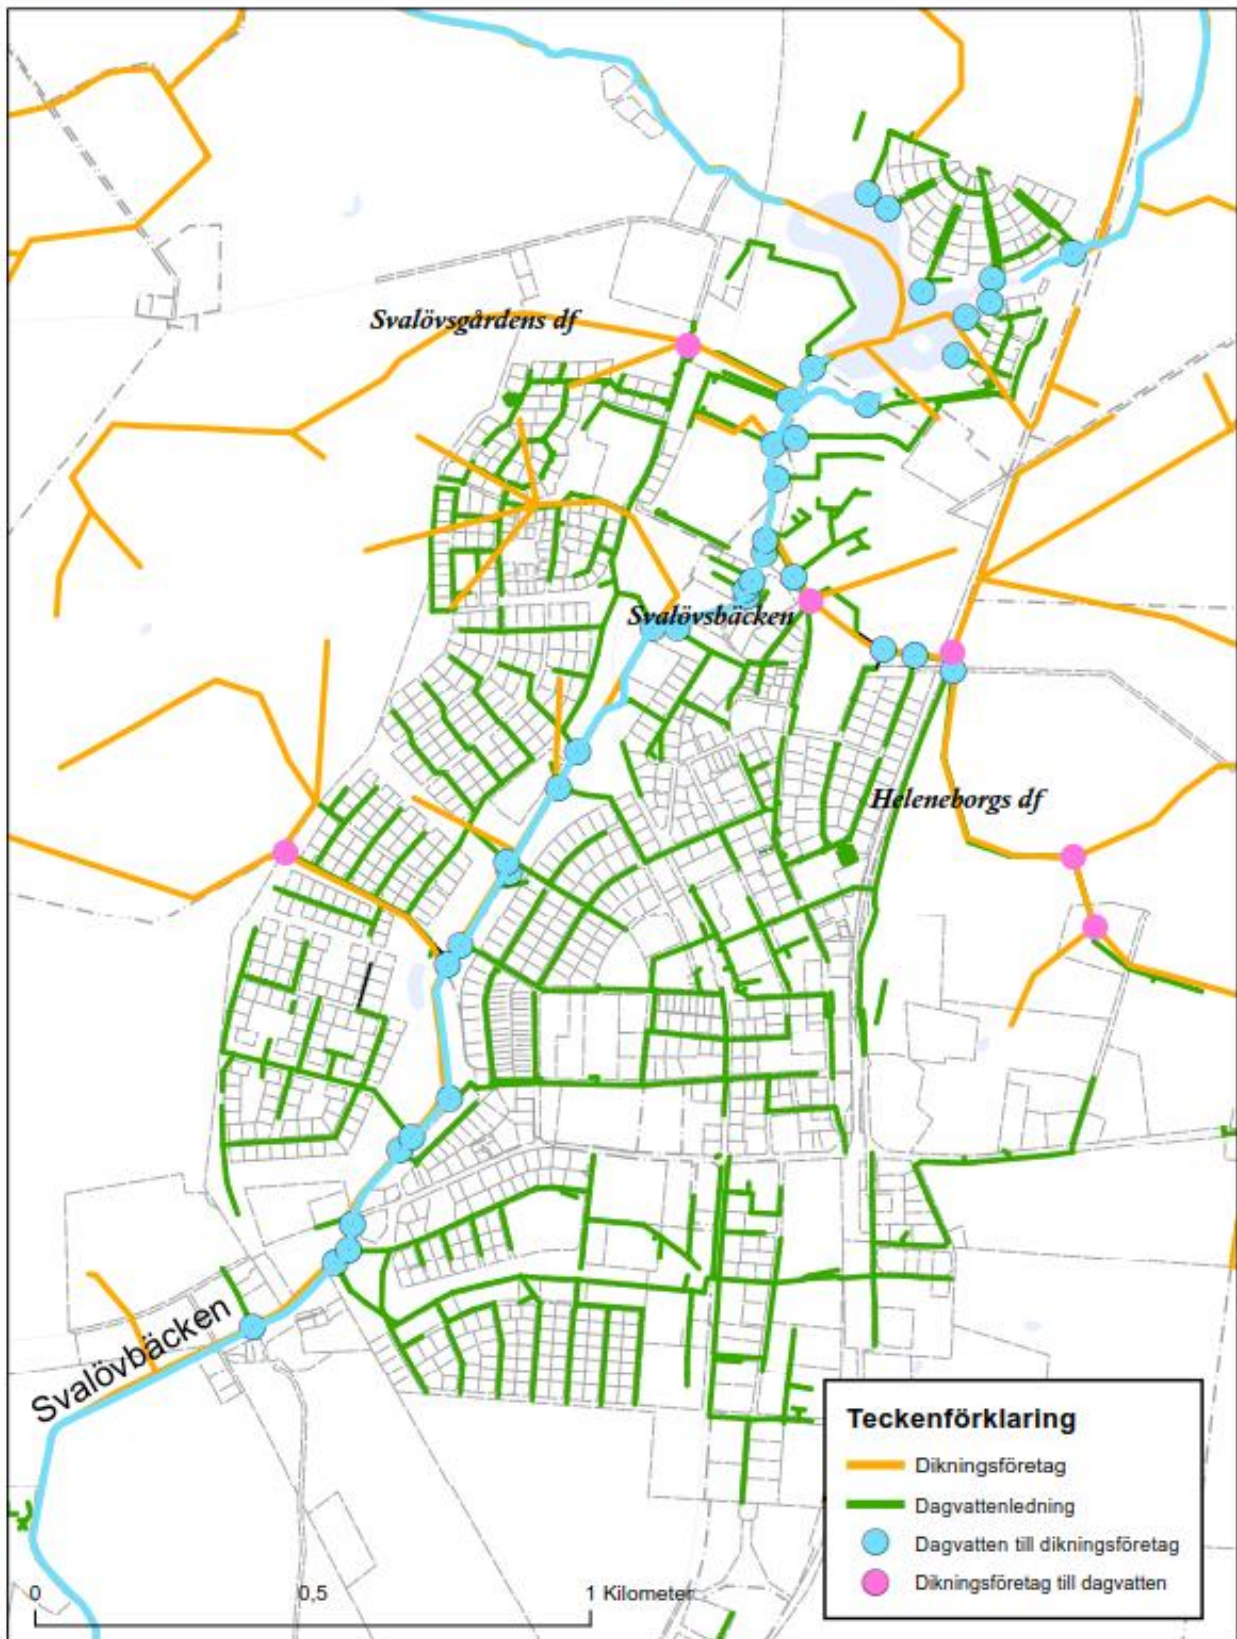 Svalövsgårdens df
Svalövsbäcken
Heleneborgs df
Svalövbäcken
Teckenförklaring
Dikningsföretag
Dagvattenledning
Dagvatten till dikningsföretag
Dikningsföretag till dagvatten
0 0,5 1 Kilometer